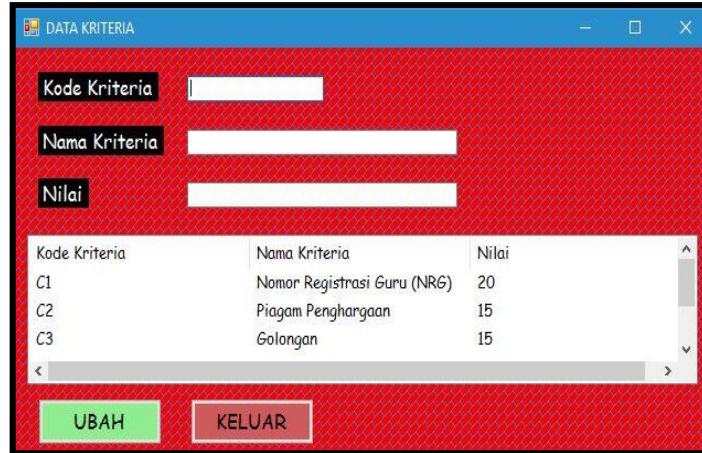 DATA KRITERIA
Kode Kriteria
Nama Kriteria
Nilai
Kode Kriteria Nama Kriteria Nilai
C1 Nomor Registrasi Guru (NRG) 20
C2 Piagam Penghargaan 15
C3 Golongan 15
UBAH KELUAR